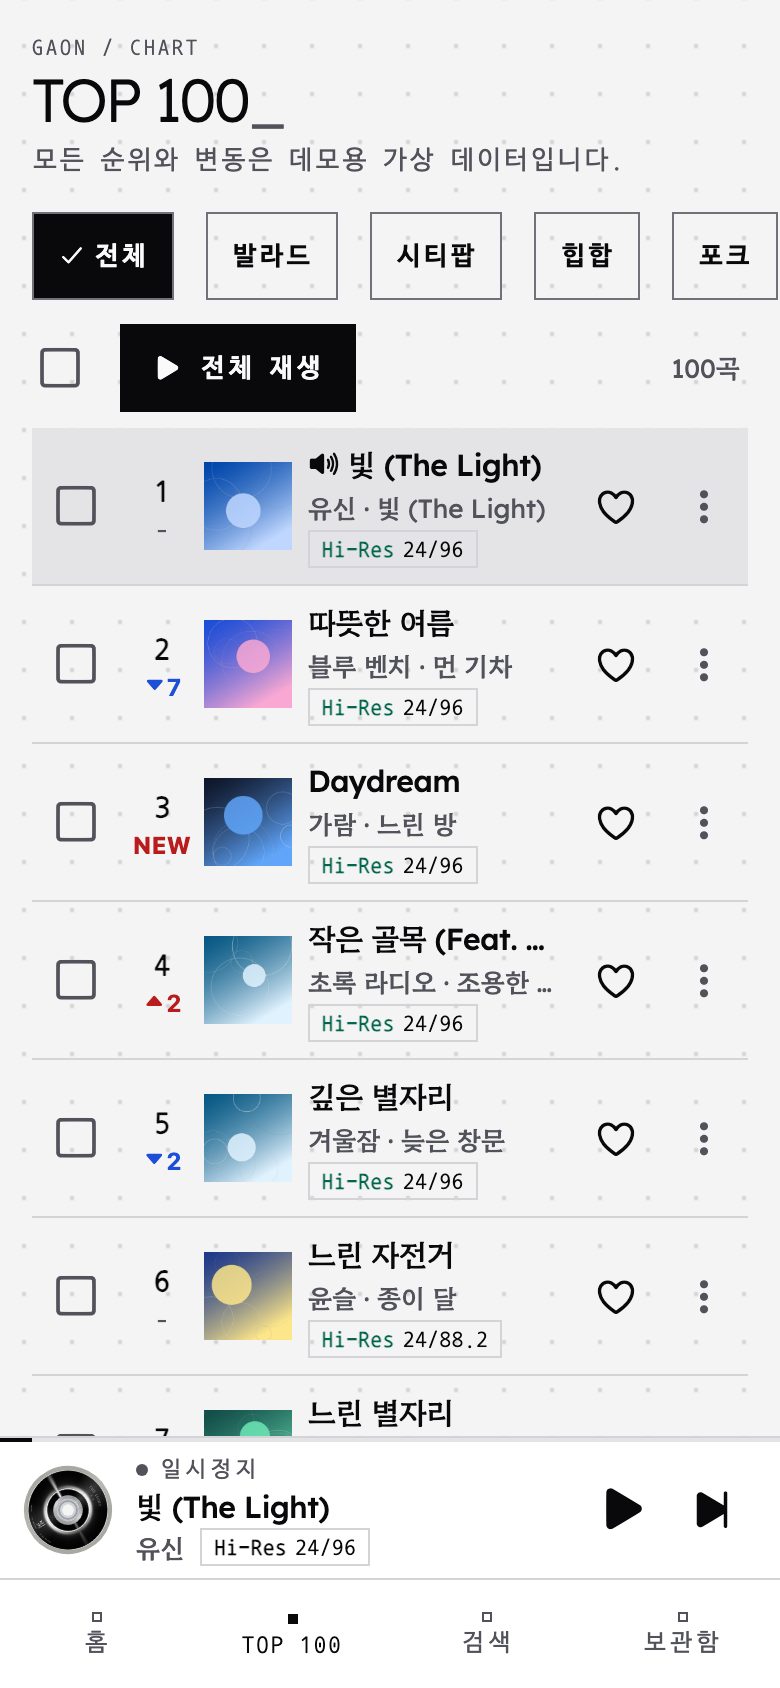 GAON / CHART
TOP 100_
모든 순위와 변동은 데모용 가상 데이터입니다.
전체 발라드 시티팝 힙합 포크
전체 재생 100곡
1 빛 (The Light)
- 유신 · 빛 (The Light)
Hi-Res 24/96
2 따뜻한 여름
7 블루 벤치 · 먼 기차
Hi-Res 24/96
3 Daydream
NEW 가람 · 느린 방
Hi-Res 24/96
4 작은 골목 (Feat. ...
2 초록 라디오 · 조용한 ...
Hi-Res 24/96
5 깊은 별자리
2 겨울잠 · 늦은 창문
Hi-Res 24/96
6 느린 자전거
- 윤슬 · 종이 달
Hi-Res 24/88.2
7 느린 별자리
일시정지
빛 (The Light)
유신 Hi-Res 24/96
홈 TOP 100 검색 보관함